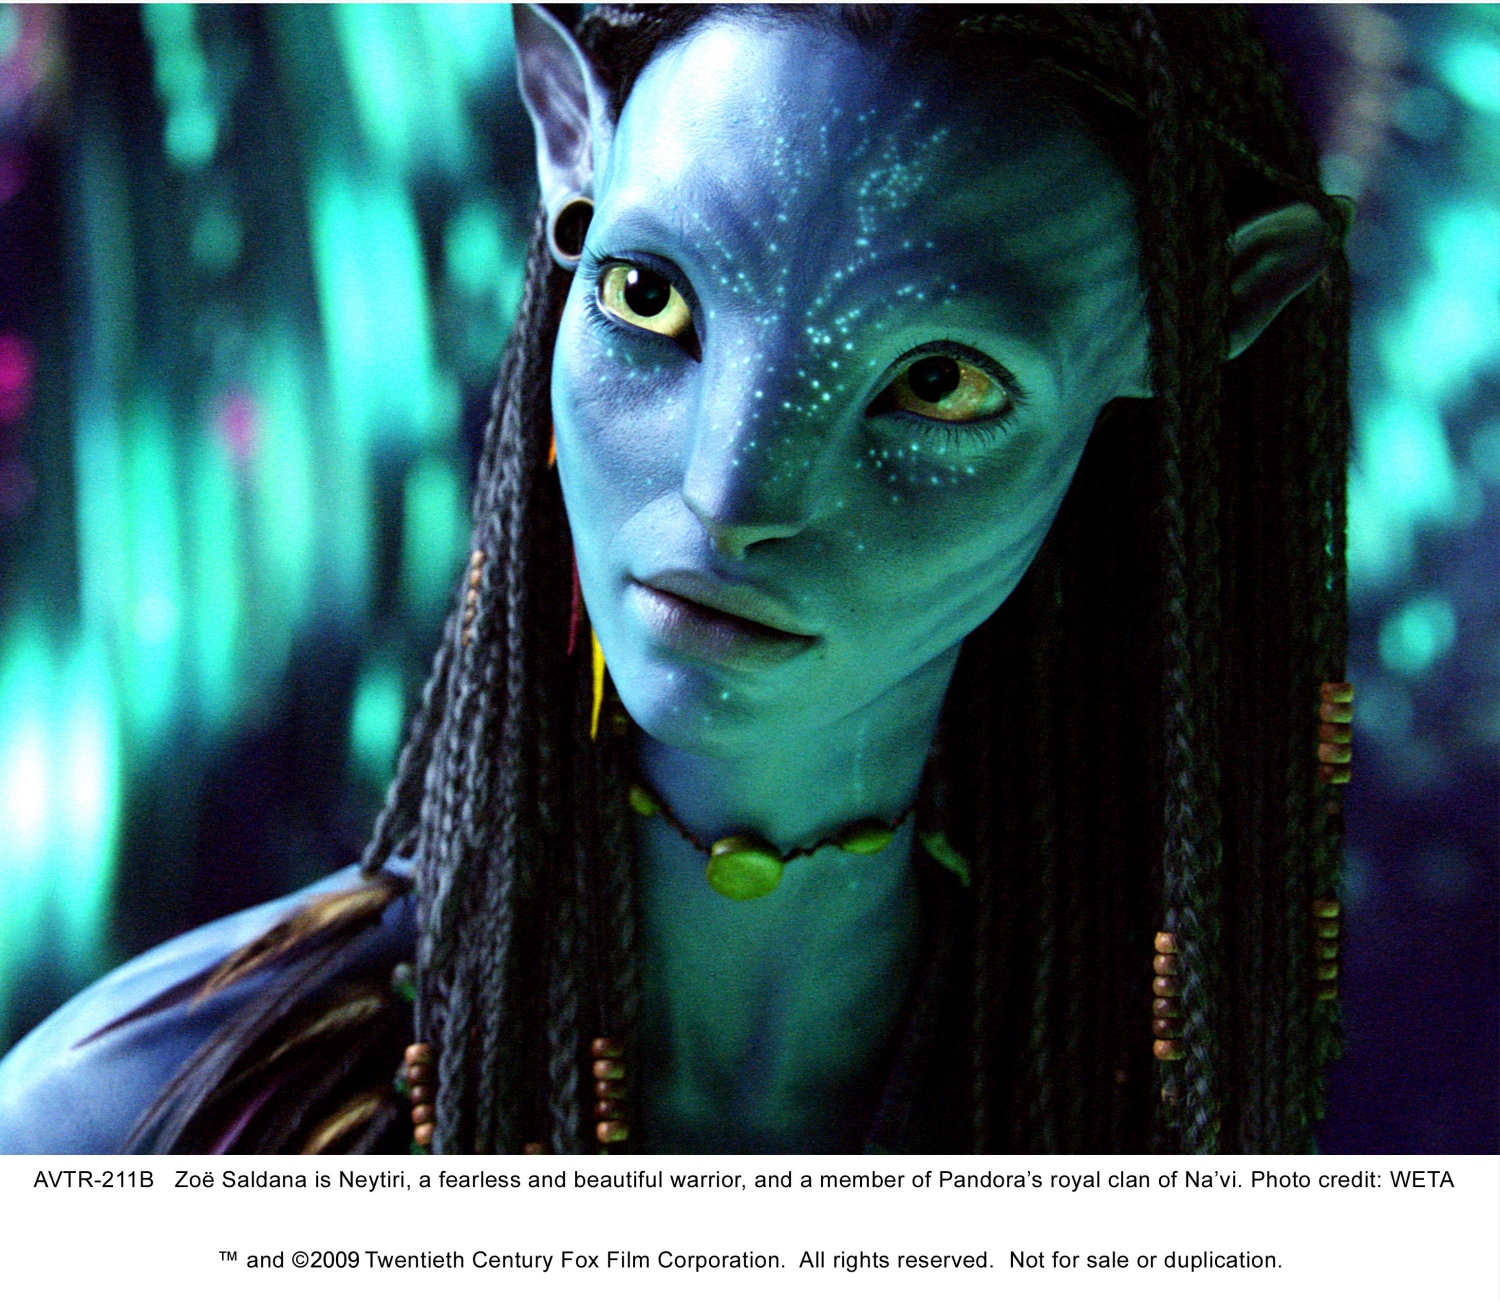 AVTR-211B Zoë Saldana is Neytiri, a fearless and beautiful warrior, and a member of Pandora’s royal clan of Na’vi. Photo credit: WETA
™ and ©2009 Twentieth Century Fox Film Corporation. All rights reserved. Not for sale or duplication.